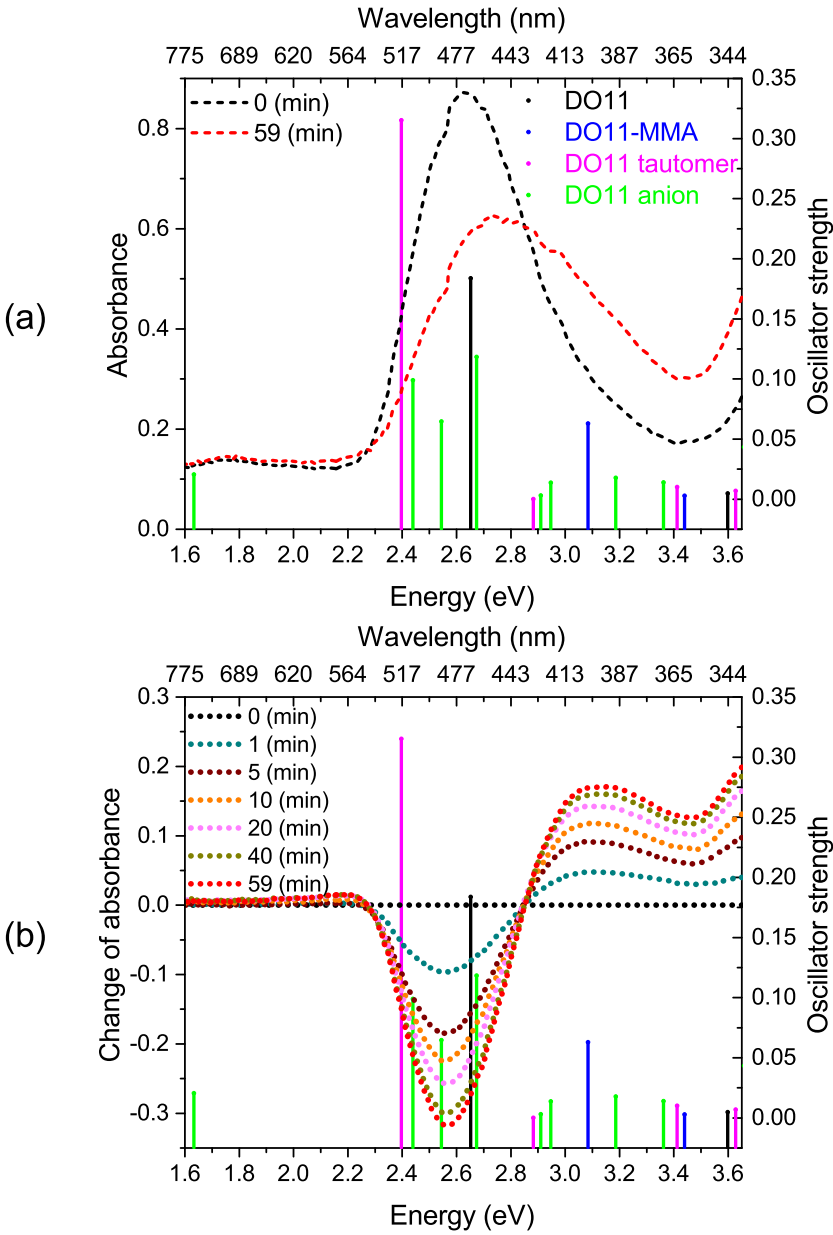 Wavelength (nm)
775 689 620 564 517 477 443 413 387 365 344
(a)
0 (min)
59 (min)
DO11
DO11-MMA
DO11 tautomer
DO11 anion
Absorbance
0.8
0.6
0.4
0.2
0.0
Oscillator strength
0.35
0.30
0.25
0.20
0.15
0.10
0.05
0.00
1.6 1.8 2.0 2.2 2.4 2.6 2.8 3.0 3.2 3.4 3.6
Energy (eV)
Wavelength (nm)
775 689 620 564 517 477 443 413 387 365 344
(b)
0 (min)
1 (min)
5 (min)
10 (min)
20 (min)
40 (min)
59 (min)
Change of absorbance
0.3
0.2
0.1
0.0
-0.1
-0.2
-0.3
Oscillator strength
0.35
0.30
0.25
0.20
0.15
0.10
0.05
0.00
1.6 1.8 2.0 2.2 2.4 2.6 2.8 3.0 3.2 3.4 3.6
Energy (eV)